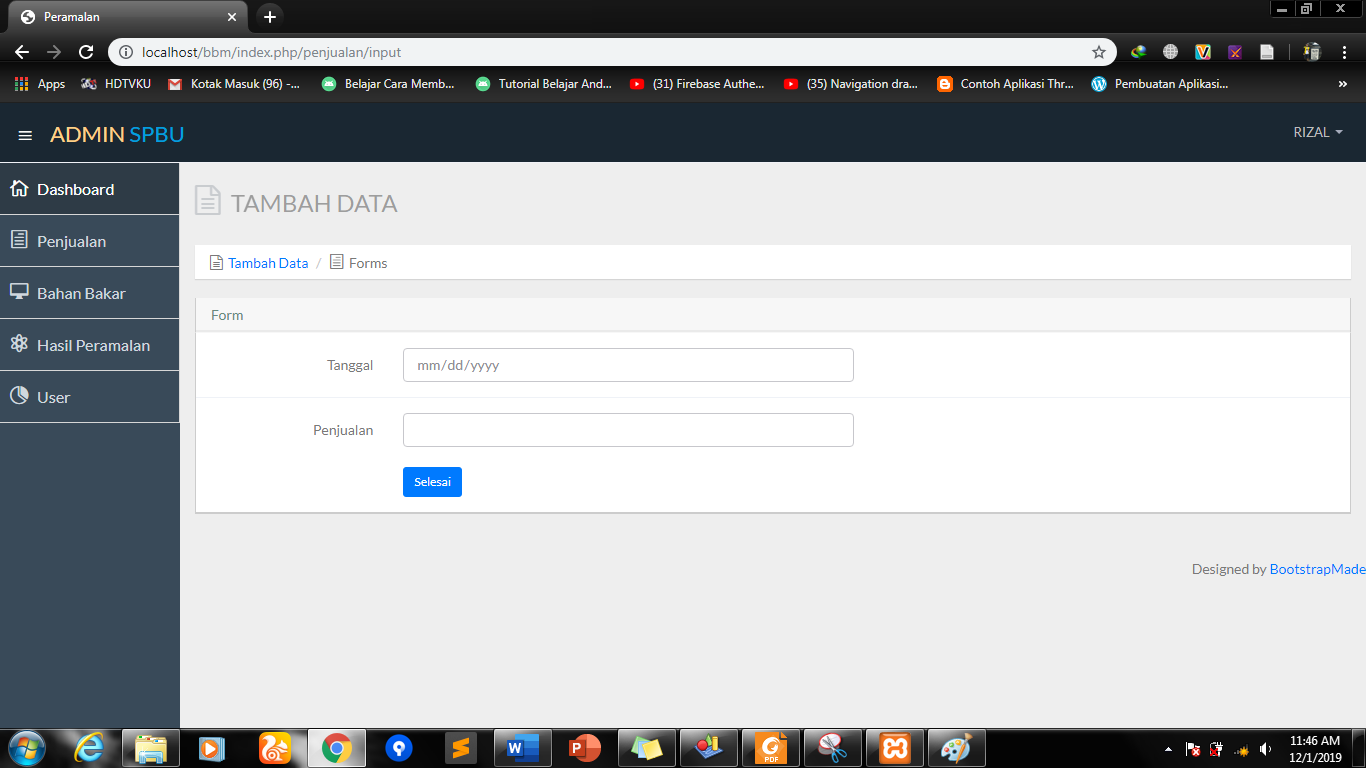 Peramalan
localhost/bbm/index.php/penjualan/input
Apps HDTVKU Kotak Masuk (96) -... Belajar Cara Memb... Tutorial Belajar And... (31) Firebase Authe... (35) Navigation dra... Contoh Aplikasi Thr... Pembuatan Aplikasi... »
ADMIN SPBU RIZAL
Dashboard
Penjualan
Bahan Bakar
Hasil Peramalan
User
TAMBAH DATA
Tambah Data / Forms
Form
Tanggal mm/dd/yyyy
Penjualan
Selesai
Designed by BootstrapMade
PDF
11:46 AM
12/1/2019